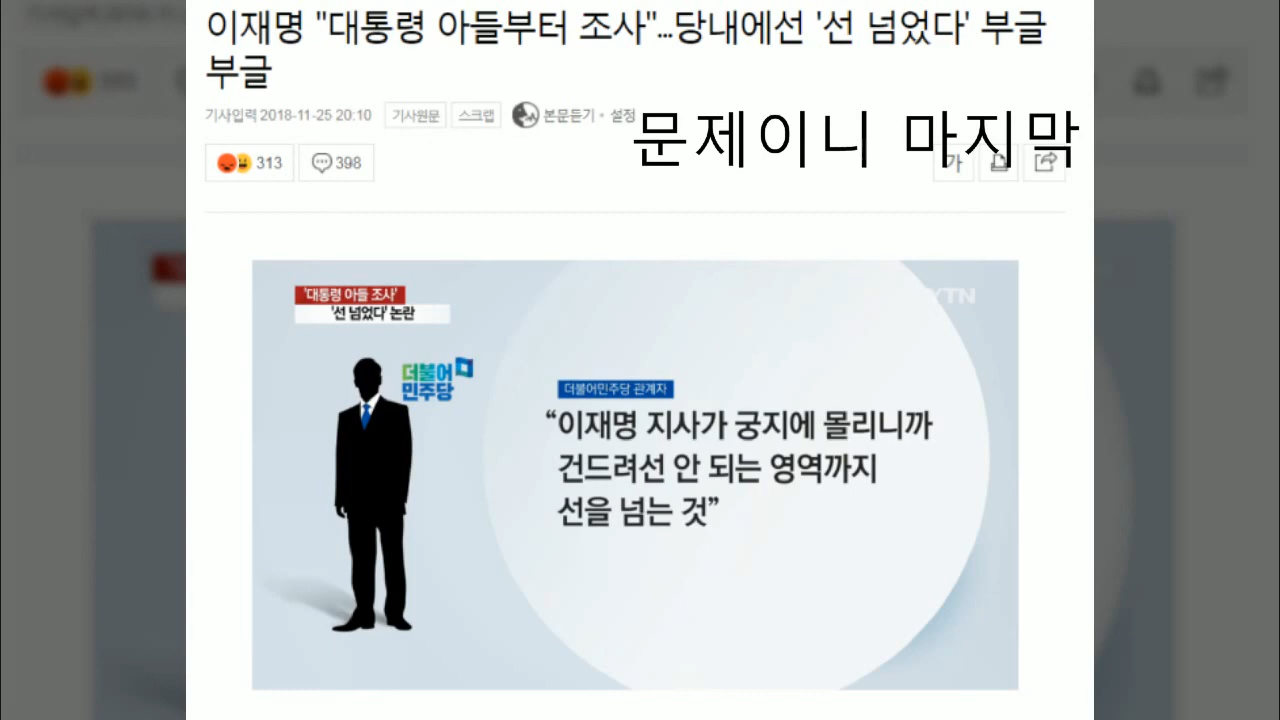 이재명 "대통령 아들부터 조사"...당내에선 '선 넘었다' 부글
부글
기사입력 2018-11-25 20:10 기사원문 스크랩 본문듣기 · 설정
문제이니 마지막
313 398 가
YTN
'대통령 아들 조사'
'선 넘었다' 논란
더불어
민주당
더불어민주당 관계자
“이재명 지사가 궁지에 몰리니까
건드려선 안 되는 영역까지
선을 넘는 것”